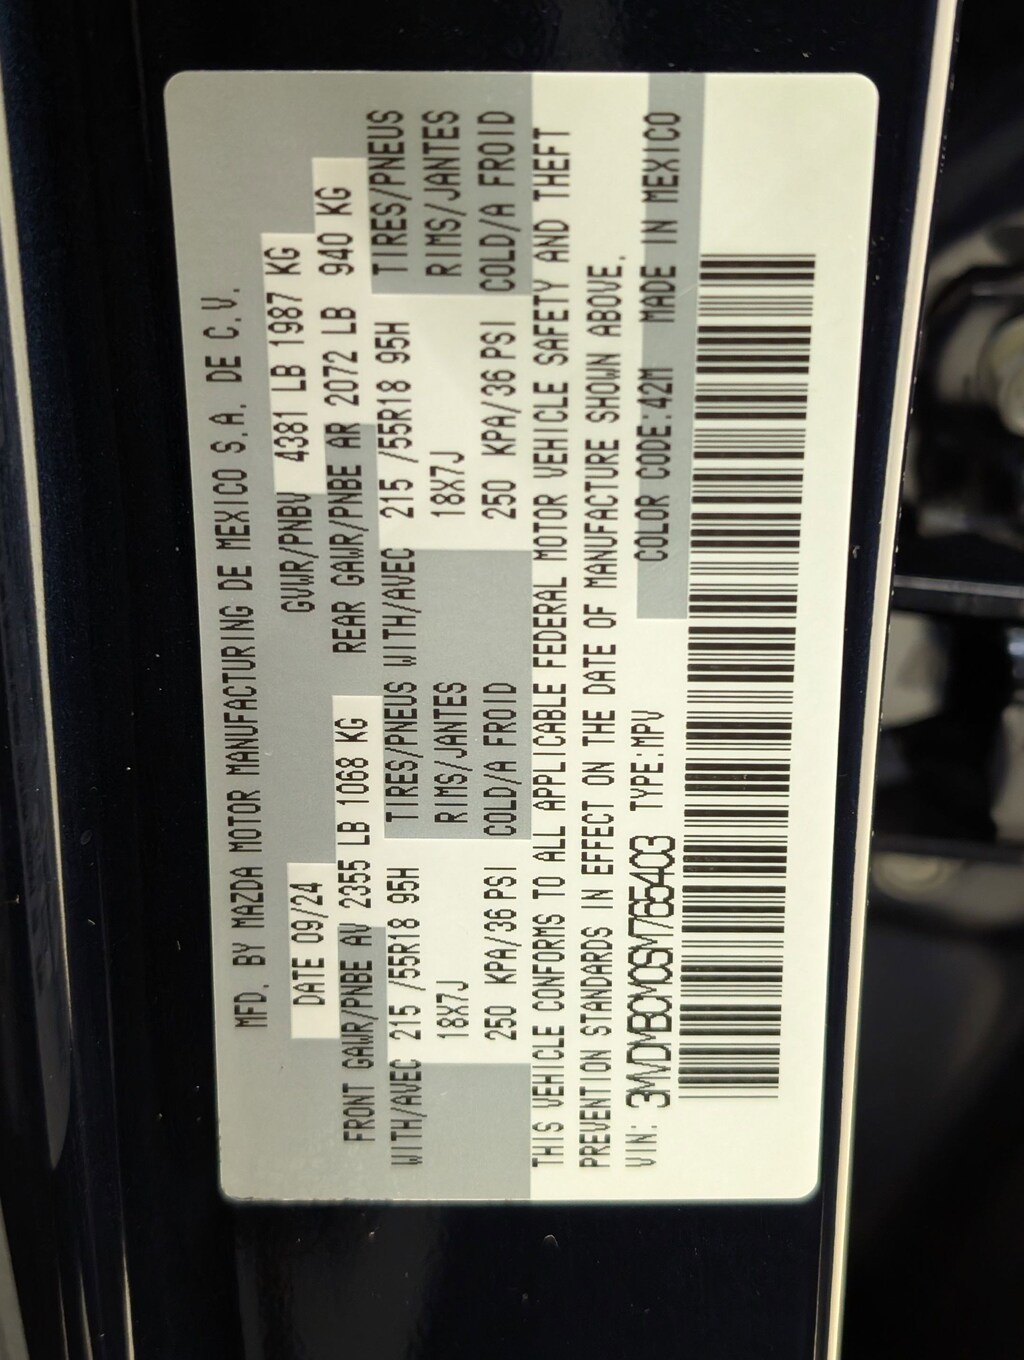 MFD. BY MAZDA MOTOR MANUFACTURING DE MEXICO S.A. DE C.V.
DATE 09/24 GVWR/PNBV 4381 LB 1987 KG
FRONT GAWR/PNBE AV 2355 LB 1068 KG REAR GAWR/PNBE AR 2072 LB 940 KG
WITH/AVEC 215 /55R18 95H TIRES/PNEUS WITH/AVEC 215 /55R18 95H TIRES/PNEUS
18X7J RIMS/JANTES 18X7J RIMS/JANTES
250 KPA/36 PSI COLD/A FROID 250 KPA/36 PSI COLD/A FROID
THIS VEHICLE CONFORMS TO ALL APPLICABLE FEDERAL MOTOR VEHICLE SAFETY AND THEFT
PREVENTION STANDARDS IN EFFECT ON THE DATE OF MANUFACTURE SHOWN ABOVE.
VIN: 3MVDMBCM0SM765403 TYPE:MPV COLOR CODE:42M MADE IN MEXICO